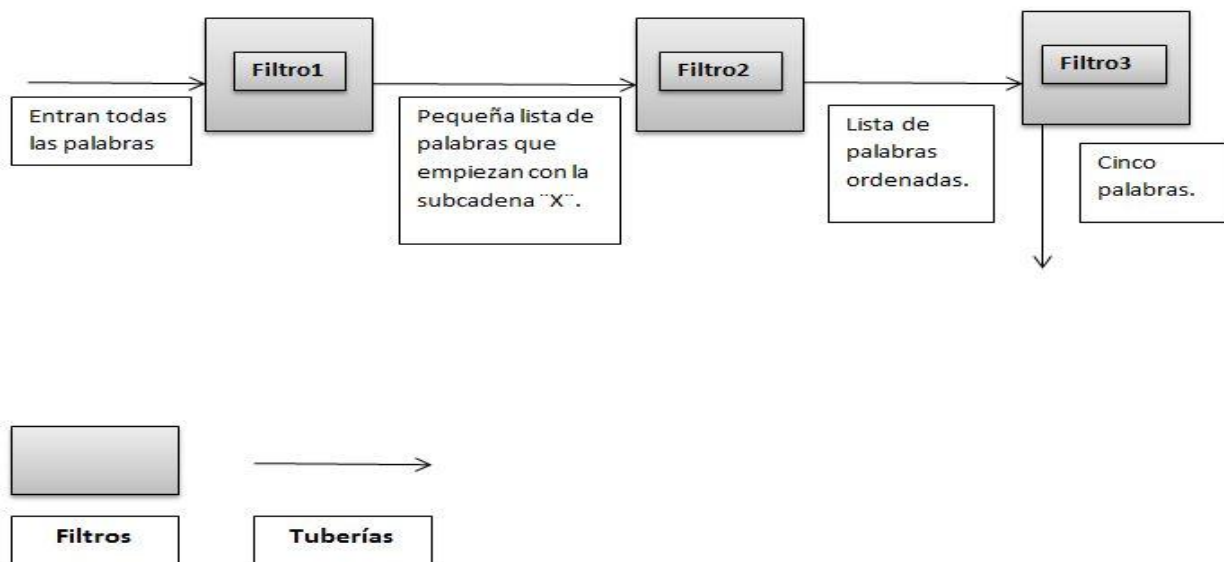 Filtro1
Filtro2
Filtro3
Entran todas
las palabras
Pequeña lista de
palabras que
empiezan con la
subcadena ¨X¨.
Lista de
palabras
ordenadas.
Cinco
palabras.
Filtros
Tuberías